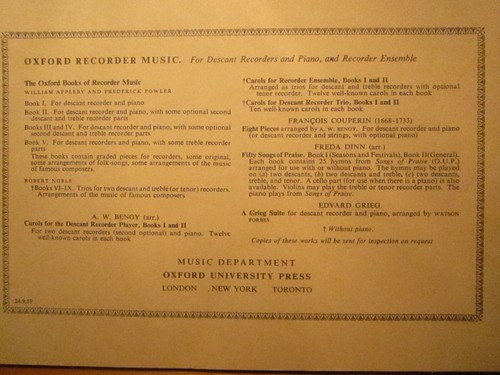 OXFORD RECORDER MUSIC. For Descant Recorders and Piano, and Recorder Ensemble
The Oxford Books of Recorder Music
WILLIAM APPLEBY AND FREDERICK FOWLER
Book I. For descant recorder and piano
Book II. For descant recorder and piano, with some optional second descant and treble recorder parts
Books III and IV. For descant recorder and piano, with some optional second descant and treble recorder parts
Book V. For descant recorder and piano, with some treble recorder parts
These books contain graded pieces for recorders, some original, some arrangements of folk-songs, some arrangements of the music of famous composers.
ROBERT NOBLE
†Books VI-IX. Trios for two descant and treble (or tenor) recorders. Arrangements of the music of famous composers.
A. W. BENOY (arr.)
Carols for the Descant Recorder Player, Books I and II
For two descant recorders (second optional) and piano. Twelve well-known carols in each book
†Carols for Recorder Ensemble, Books I and II
Arranged as trios for descant and treble recorders with optional tenor recorder. Twelve well-known carols in each book
†Carols for Descant Recorder Trio, Books I and II
Ten well-known carols in each book
FRANÇOIS COUPERIN (1668-1733)
Eight Pieces arranged by A. W. BENOY. For descant recorder and piano (or descant recorder and strings, with optional piano)
FREDA DINN (arr.)
Fifty Songs of Praise. Book I (Seasons and Festivals), Book II (General). Each book contains 25 hymns from Songs of Praise (O.U.P.) arranged for use with or without piano. The hymns may be played on (a) two descants, (b) two descants and treble, (c) two descants, treble, and tenor. A cello part (for use when there is a piano) is also available. Violins may play the treble or tenor recorder parts. The piano plays from Songs of Praise.
EDVARD GRIEG
A Grieg Suite for descant recorder and piano, arranged by WATSON FORBES
† Without piano.
Copies of these works will be sent for inspection on request
MUSIC DEPARTMENT
OXFORD UNIVERSITY PRESS
LONDON . NEW YORK TORONTO
24.9.59